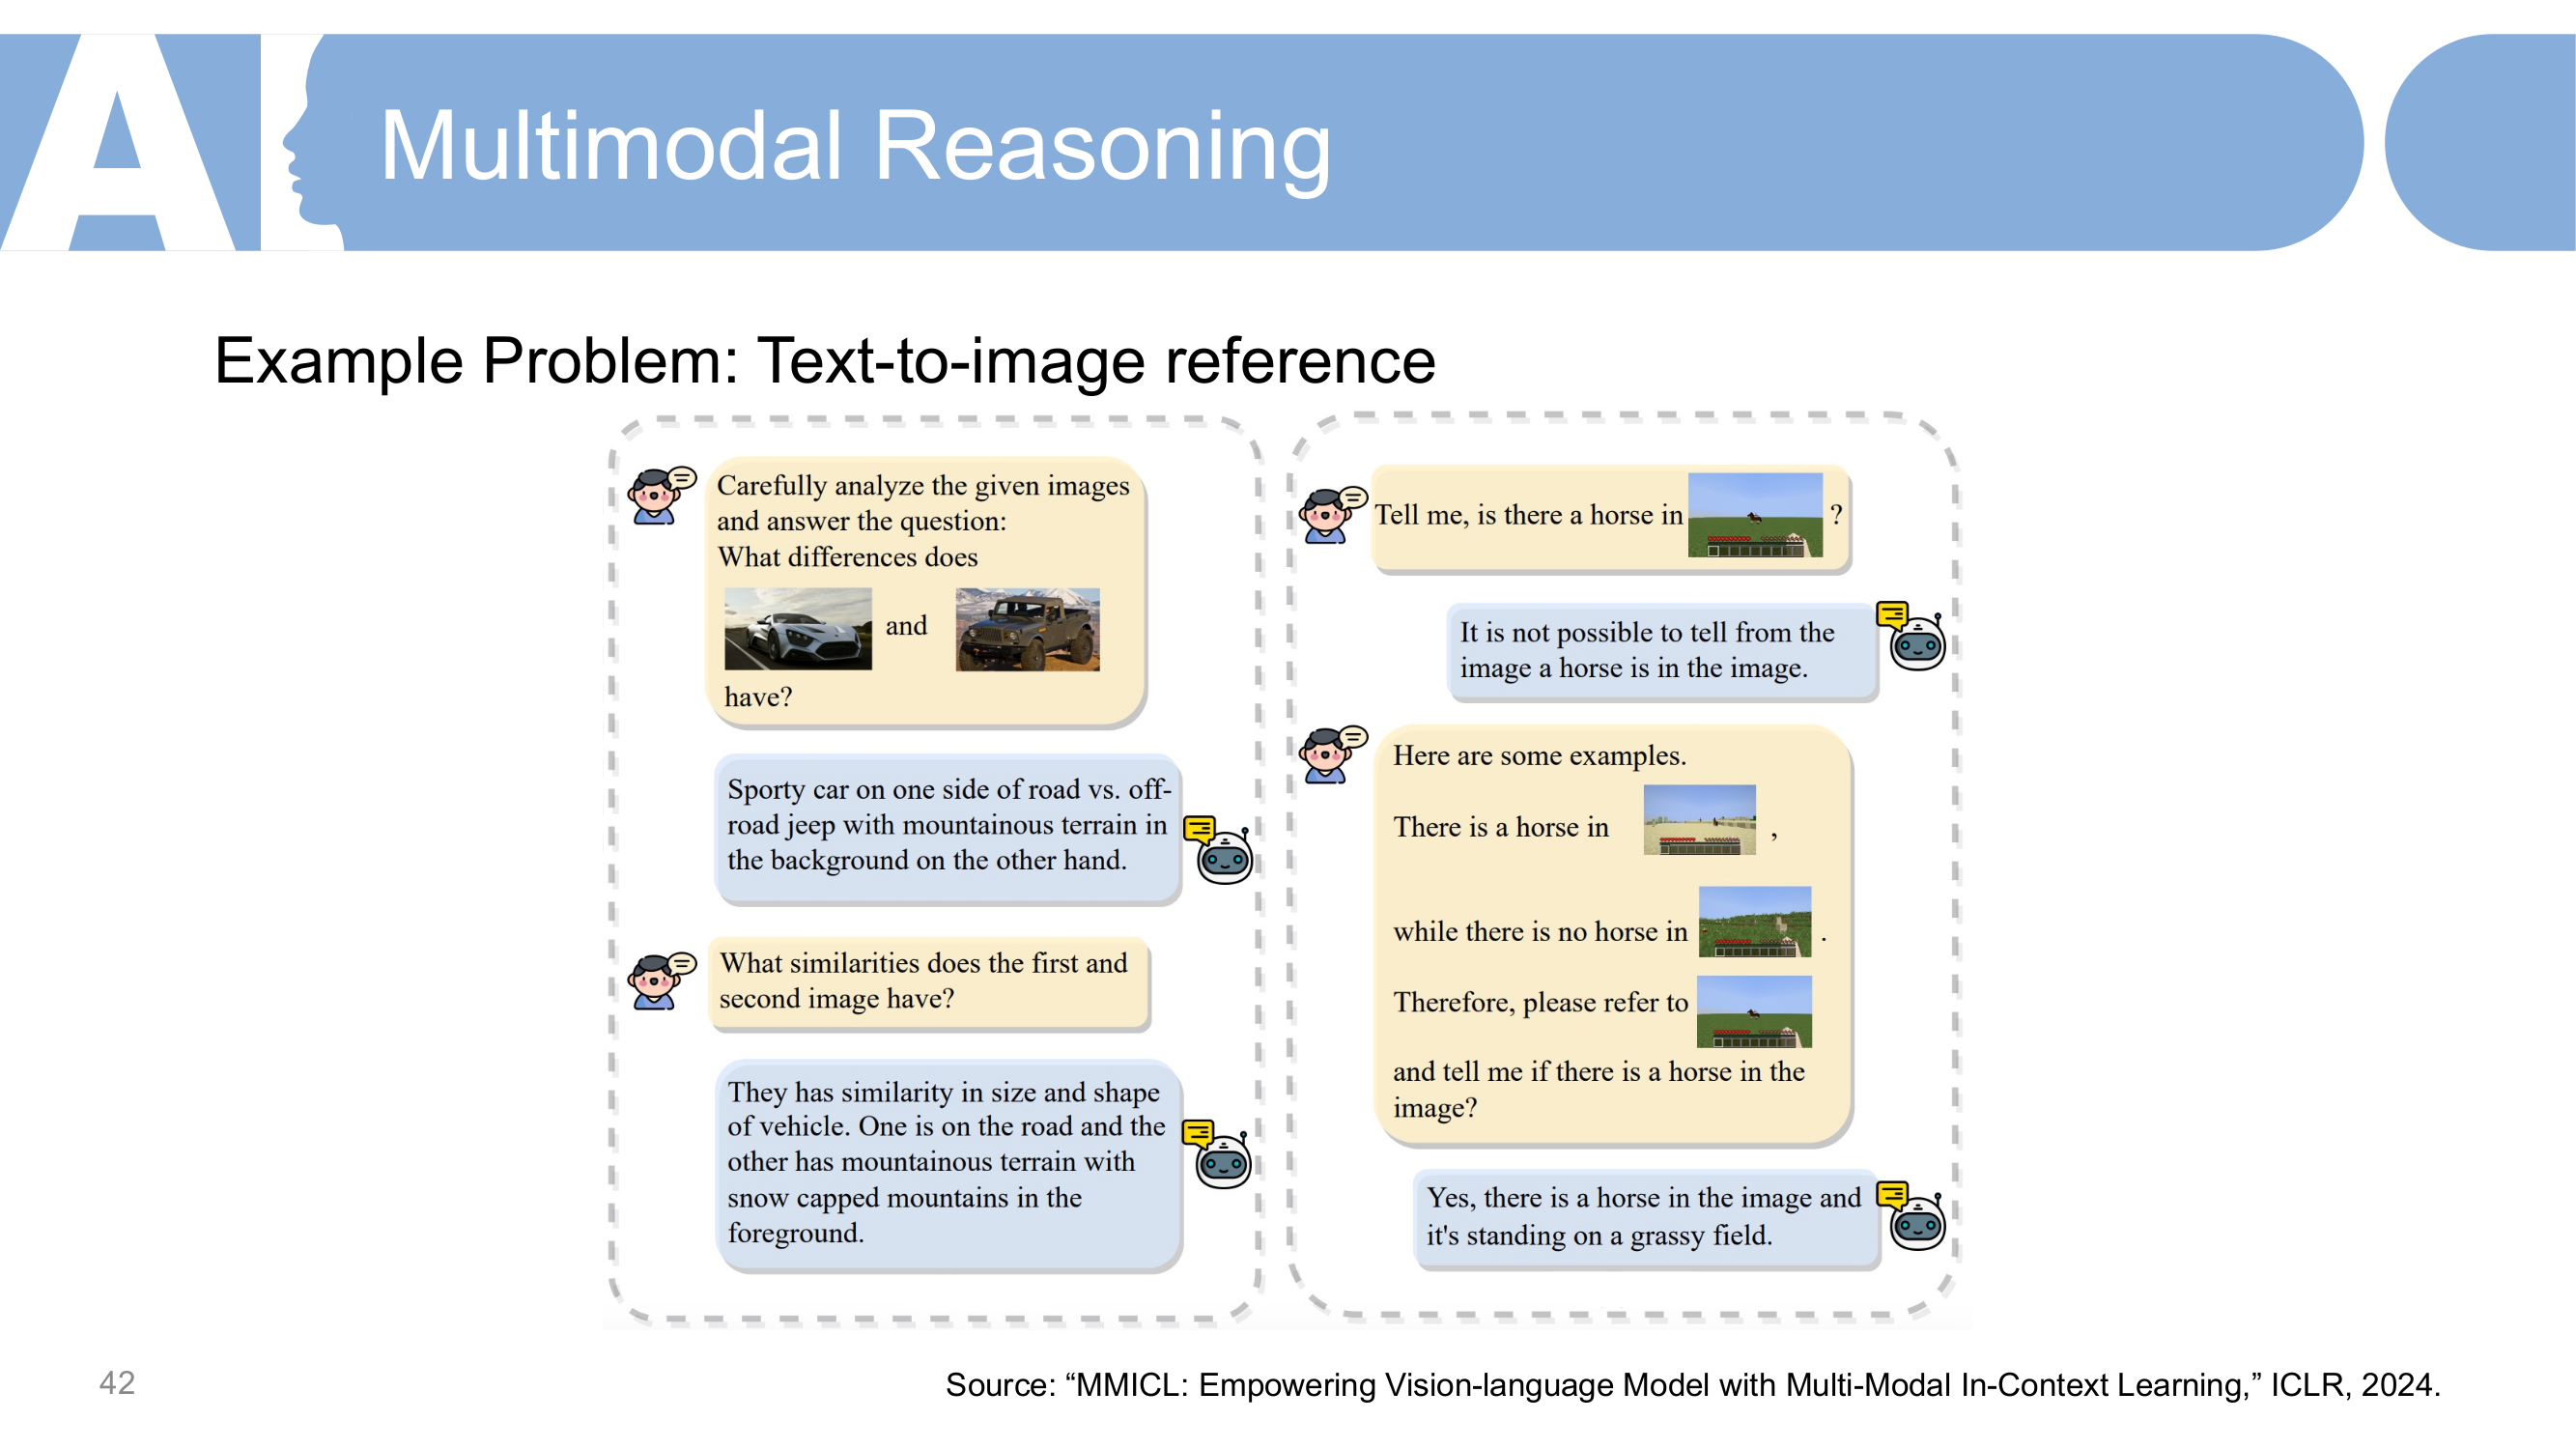 AI
Multimodal Reasoning
Example Problem: Text-to-image reference
Carefully analyze the given images
and answer the question:
What differences does
and
have?
Sporty car on one side of road vs. off-
road jeep with mountainous terrain in
the background on the other hand.
What similarities does the first and
second image have?
They has similarity in size and shape
of vehicle. One is on the road and the
other has mountainous terrain with
snow capped mountains in the
foreground.
Tell me, is there a horse in ?
It is not possible to tell from the
image a horse is in the image.
Here are some examples.
There is a horse in ,
while there is no horse in .
Therefore, please refer to
and tell me if there is a horse in the
image?
Yes, there is a horse in the image and
it's standing on a grassy field.
42
Source: “MMICL: Empowering Vision-language Model with Multi-Modal In-Context Learning,” ICLR, 2024.